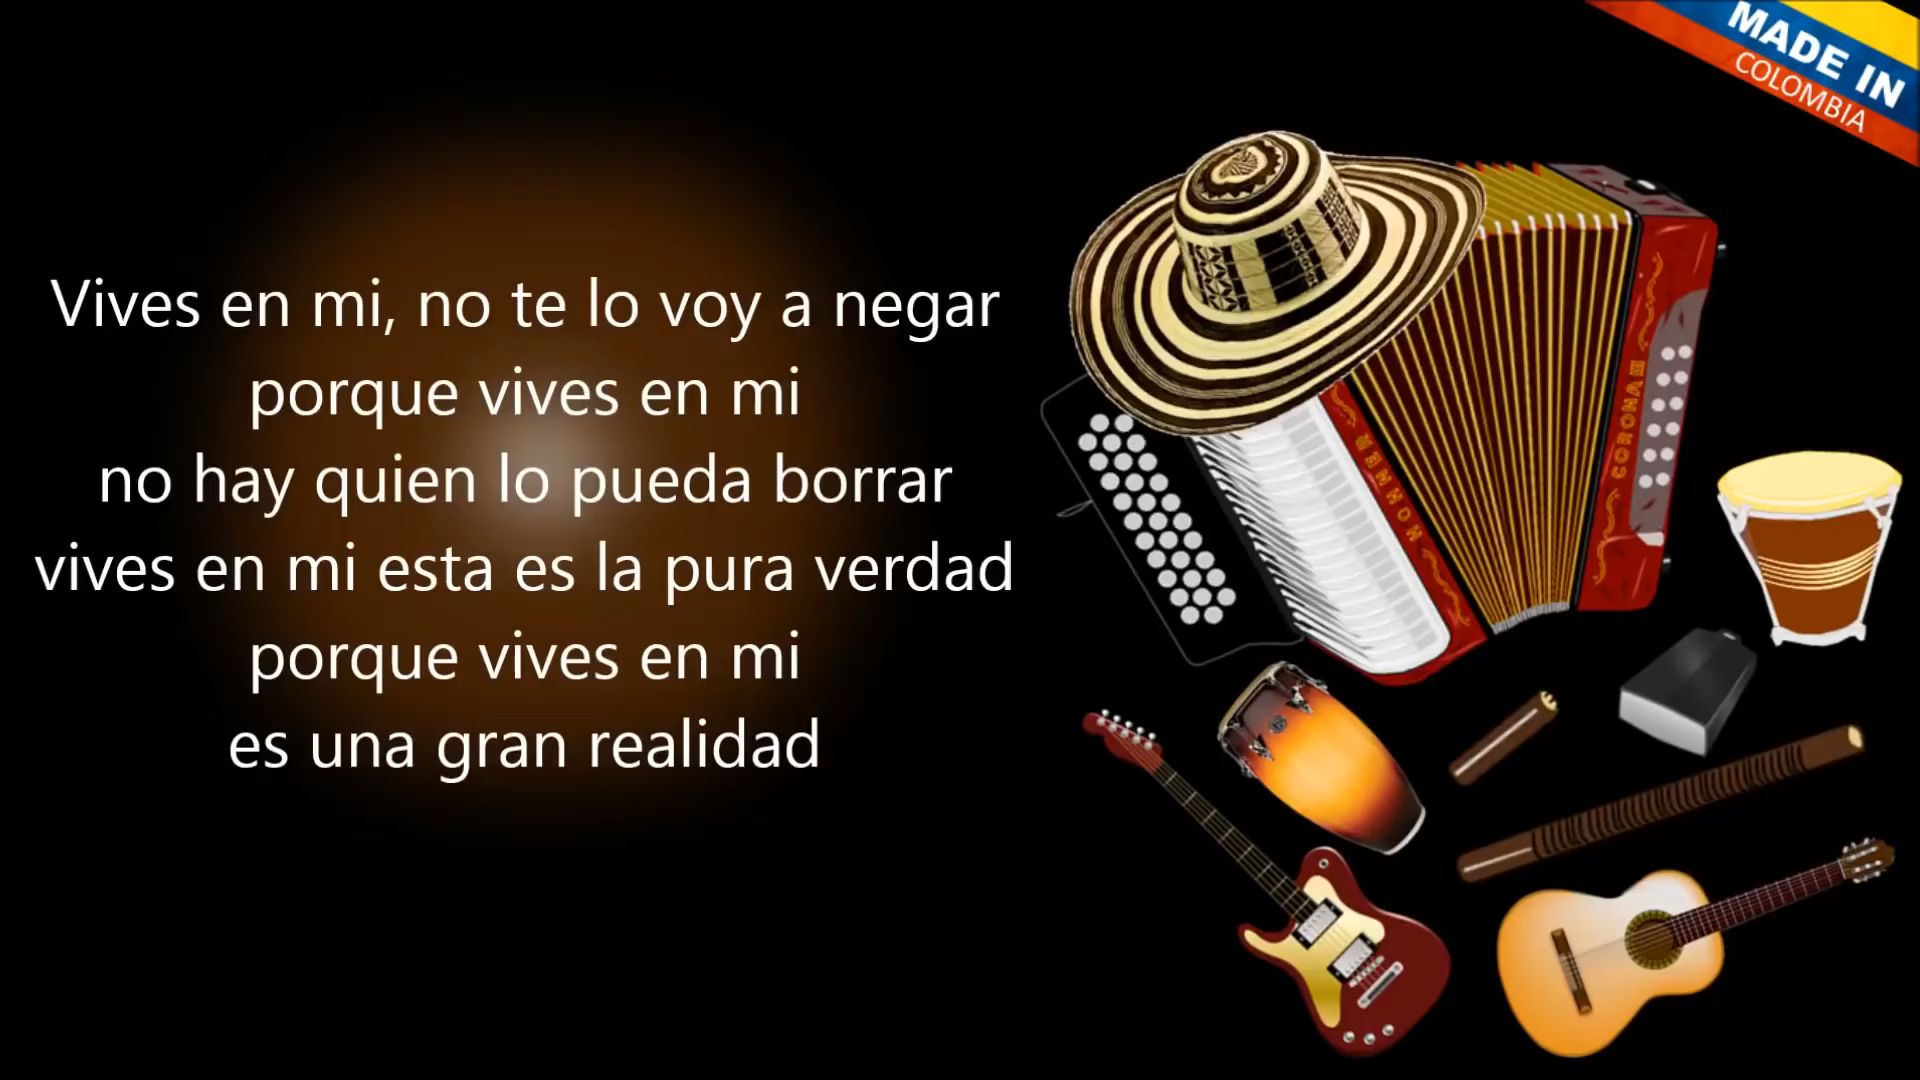 Vives en mi, no te lo voy a negar
porque vives en mi
no hay quien lo pueda borrar
vives en mi esta es la pura verdad
porque vives en mi
es una gran realidad
MADE IN
COLOMBIA
HOHNER
CORONA III